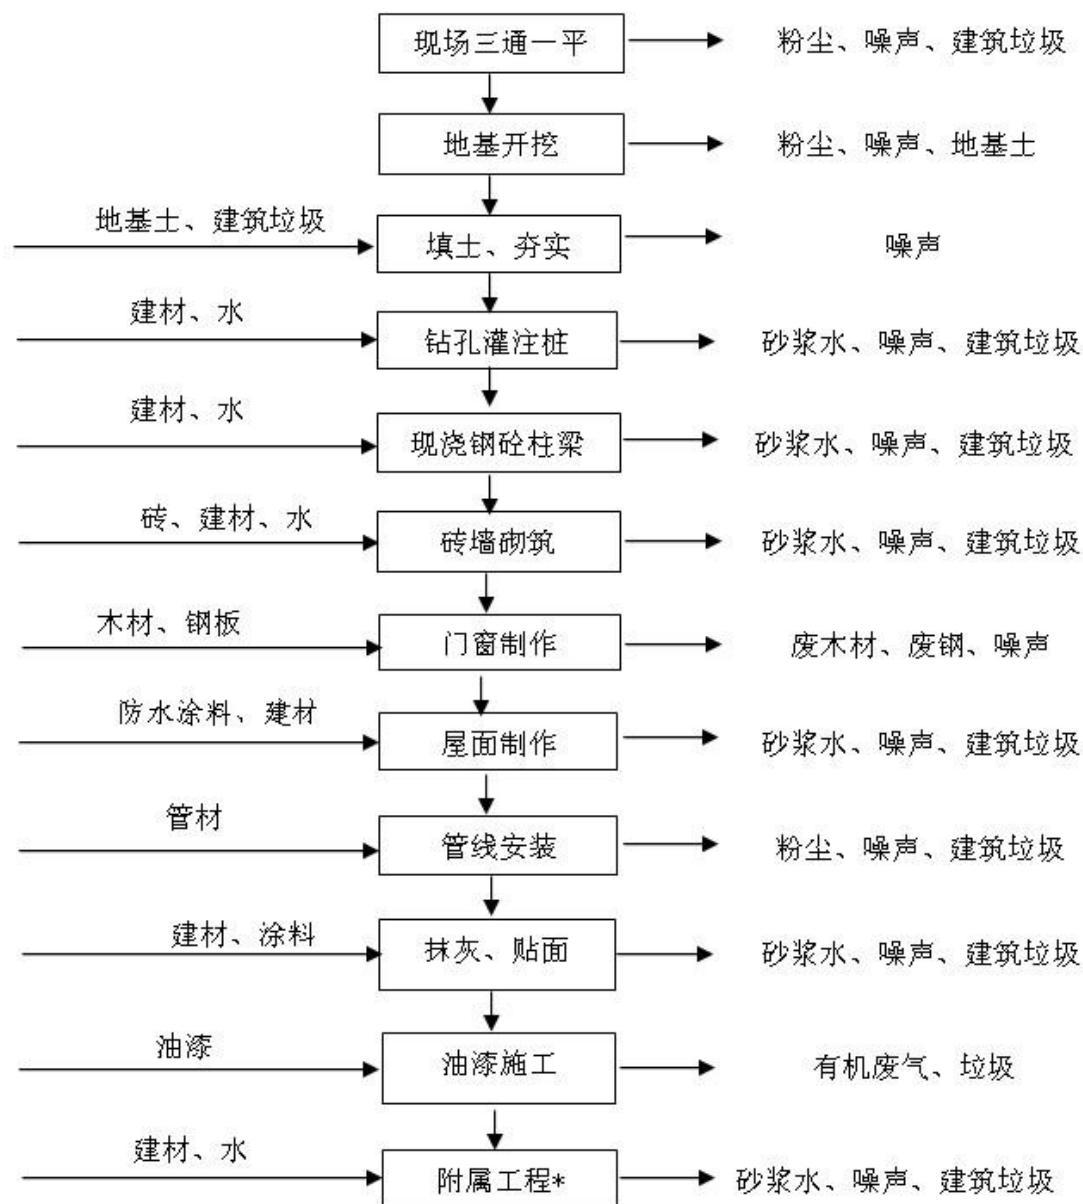 现场三通一平
粉尘、噪声、建筑垃圾
地基开挖
粉尘、噪声、地基土
地基土、建筑垃圾
填土、夯实
噪声
建材、水
钻孔灌注桩
砂浆水、噪声、建筑垃圾
建材、水
现浇钢砼柱梁
砂浆水、噪声、建筑垃圾
砖、建材、水
砖墙砌筑
砂浆水、噪声、建筑垃圾
木材、钢板
门窗制作
废木材、废钢、噪声
防水涂料、建材
屋面制作
砂浆水、噪声、建筑垃圾
管材
管线安装
粉尘、噪声、建筑垃圾
建材、涂料
抹灰、贴面
砂浆水、噪声、建筑垃圾
油漆
油漆施工
有机废气、垃圾
建材、水
附属工程*
砂浆水、噪声、建筑垃圾